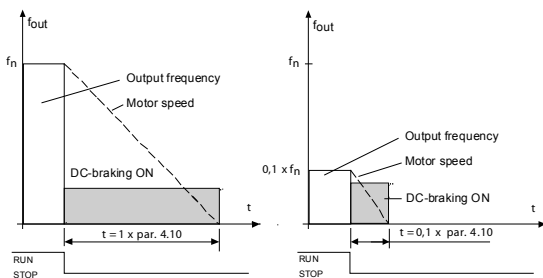 fout
fn
Output frequency
Motor speed
DC-braking ON
t
t = 1 x par. 4.10
RUN
STOP
fout
fn
Output frequency
Motor speed
0,1 x fn
DC-braking ON
t
t = 0,1 x par. 4.10
RUN
STOP